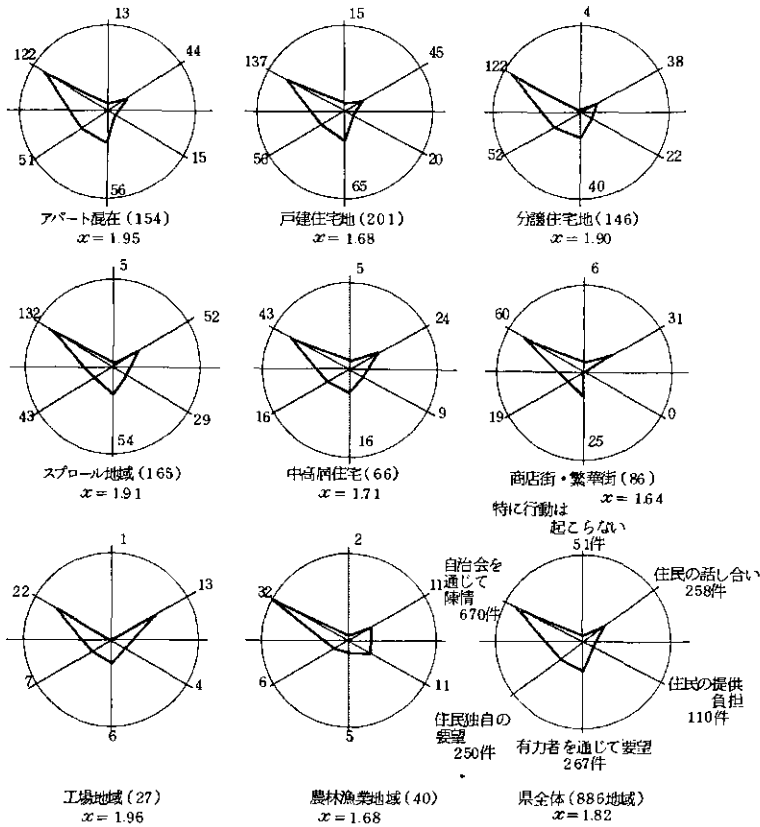 13
122
44
51
15
56
アパート混在(154)
x=1.95
15
137
45
56
20
65
戸建住宅地(201)
x=1.68
4
122
38
52
22
40
分譲住宅地(146)
x=1.90
5
132
52
43
29
54
スプロール地域(165)
x=1.91
5
43
24
16
9
16
中高居住宅(66)
x=1.71
6
60
31
19
0
25
商店街・繁華街(86)
x=1.64
1
22
13
7
4
6
工場地域(27)
x=1.96
2
32
11
6
11
5
農林漁業地域(40)
x=1.68
特に行動は
起こらない
51件
自治会を
通じて
陳情
670件
住民の話し合い
258件
住民の提供
負担
110件
住民独自の
要望
250件
有力者を通じて要望
267件
県全体(886地域)
x=1.82